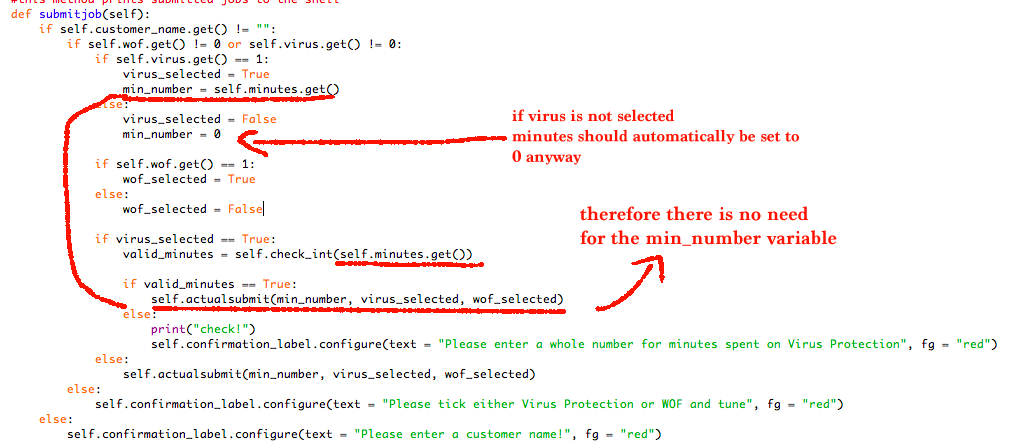 #this method prints submitted jobs to the shell
def submitjob(self):
if self.customer_name.get() != "":
if self.wof.get() != 0 or self.virus.get() != 0:
if self.virus.get() == 1:
virus_selected = True
min_number = self.minutes.get()
else:
virus_selected = False
min_number = 0
if virus is not selected
minutes should automatically be set to
0 anyway
if self.wof.get() == 1:
wof_selected = True
else:
wof_selected = False
therefore there is no need
for the min_number variable
if virus_selected == True:
valid_minutes = self.check_int(self.minutes.get())
if valid_minutes == True:
self.actualsubmit(min_number, virus_selected, wof_selected)
else:
print("check!")
self.confirmation_label.configure(text = "Please enter a whole number for minutes spent on Virus Protection", fg = "red")
else:
self.actualsubmit(min_number, virus_selected, wof_selected)
else:
self.confirmation_label.configure(text = "Please tick either Virus Protection or WOF and tune", fg = "red")
else:
self.confirmation_label.configure(text = "Please enter a customer name!", fg = "red")